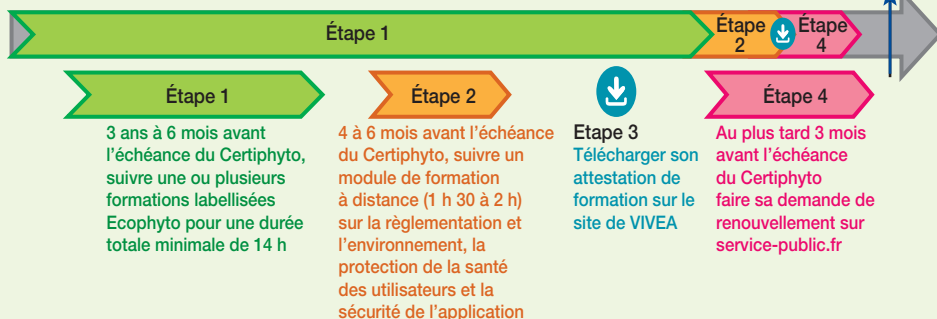 Étape 1
Étape
2
Étape
4
Étape 1
3 ans à 6 mois avant
l'échéance du Certiphyto,
suivre une ou plusieurs
formations labellisées
Ecophyto pour une durée
totale minimale de 14 h
Étape 2
4 à 6 mois avant l'échéance
du Certiphyto, suivre un
module de formation
à distance (1 h 30 à 2 h)
sur la règlementation et
l'environnement, la
protection de la santé
des utilisateurs et la
sécurité de l'application
Etape 3
Télécharger son
attestation de
formation sur le
site de VIVEA
Étape 4
Au plus tard 3 mois
avant l'échéance
du Certiphyto
faire sa demande de
renouvellement sur
service-public.fr